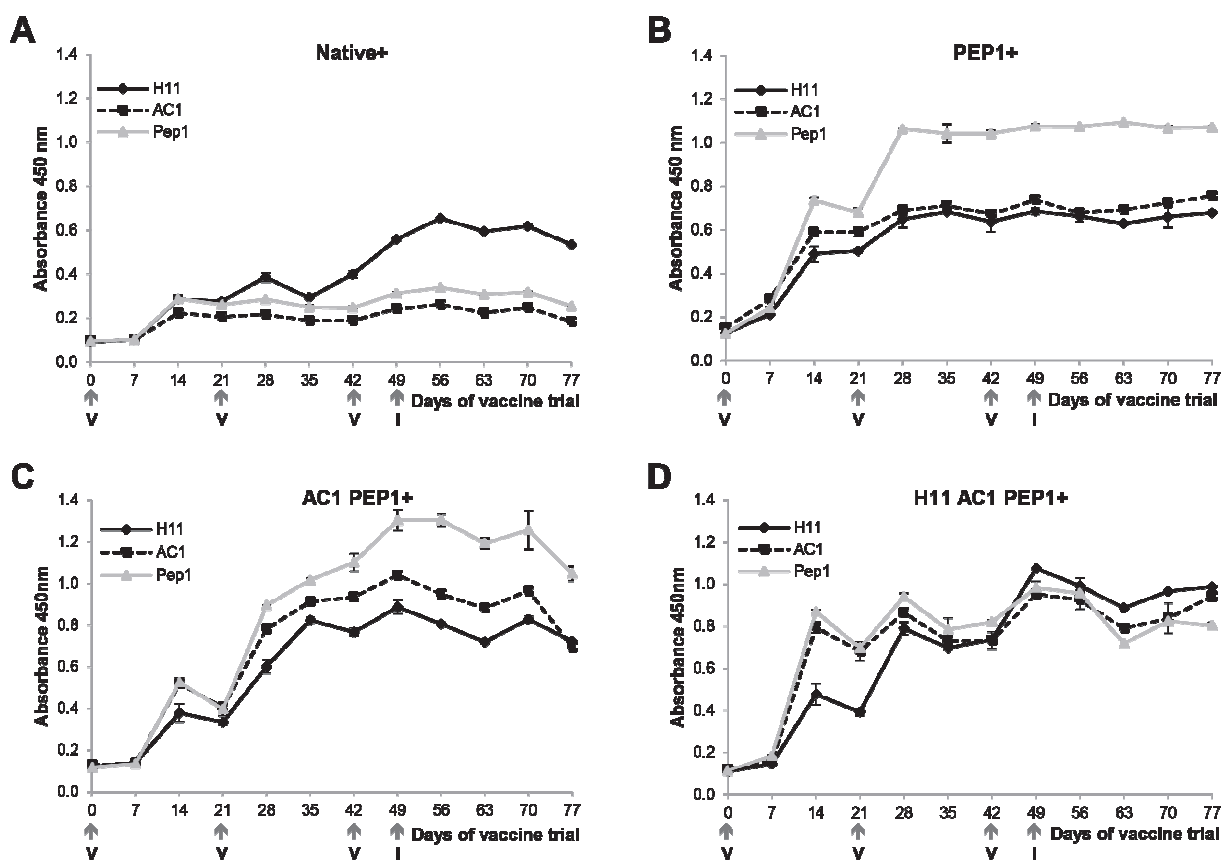 A
Native+
1.4
1.2
1.0
0.8
0.6
0.4
0.2
0.0
Absorbance 450 nm
H11
AC1
Pep1
0 7 14 21 28 35 42 49 56 63 70 77
Days of vaccine trial
V V V I
B
PEP1+
1.4
1.2
1.0
0.8
0.6
0.4
0.2
0.0
Absorbance 450 nm
H11
AC1
Pep1
0 7 14 21 28 35 42 49 56 63 70 77
Days of vaccine trial
V V V I
C
AC1 PEP1+
1.4
1.2
1.0
0.8
0.6
0.4
0.2
0.0
Absorbance 450nm
H11
AC1
Pep1
0 7 14 21 28 35 42 49 56 63 70 77
Days of vaccine trial
V V V I
D
H11 AC1 PEP1+
1.4
1.2
1.0
0.8
0.6
0.4
0.2
0.0
Absorbance 450nm
H11
AC1
Pep1
0 7 14 21 28 35 42 49 56 63 70 77
Days of vaccine trial
V V V I